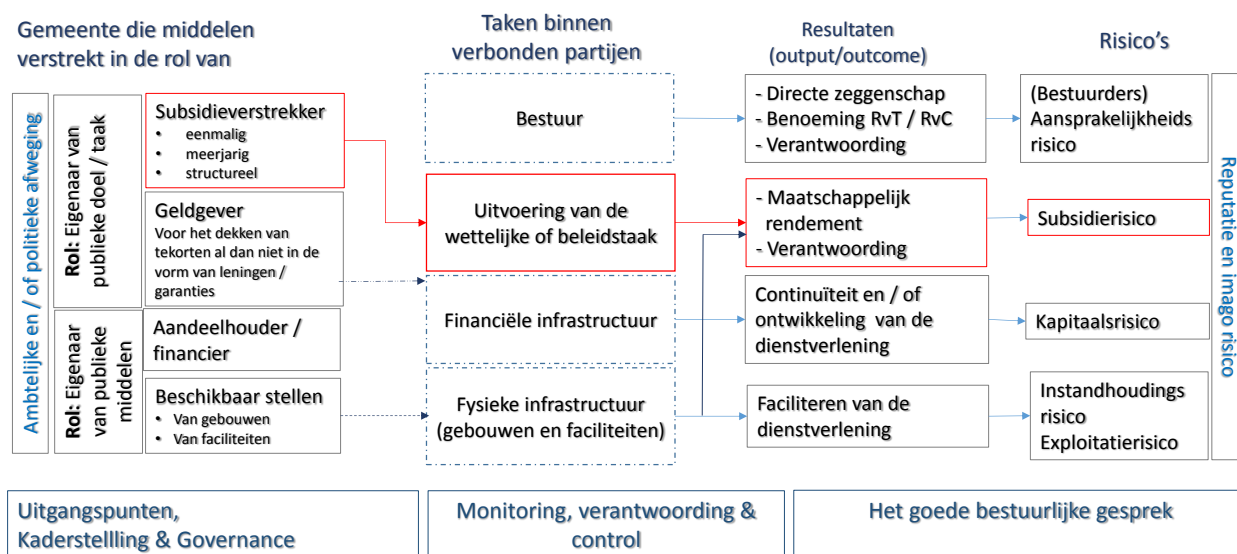 Gemeente die middelen
verstrekt in de rol van
Taken binnen
verbonden partijen
Resultaten
(output/outcome)
Risico's
Ambtelijke en / of politieke afweging
Rol: Eigenaar van
publieke doel / taak
Subsidieverstrekker
• eenmalig
• meerjarig
• structureel
Geldgever
Voor het dekken van
tekorten al dan niet in de
vorm van leningen /
garanties
Rol: Eigenaar
van publieke
middelen
Aandeelhouder /
financier
Beschikbaar stellen
• Van gebouwen
• Van faciliteiten
Bestuur
Uitvoering van de
wettelijke of beleidstaak
Financiële infrastructuur
Fysieke infrastructuur
(gebouwen en faciliteiten)
- Directe zeggenschap
- Benoeming RvT / RvC
- Verantwoording
- Maatschappelijk
rendement
- Verantwoording
Continuïteit en / of
ontwikkeling van de
dienstverlening
Faciliteren van de
dienstverlening
(Bestuurders)
Aansprakelijkheids
risico
Subsidierisico
Kapitaalsrisico
Instandhoudings
risico
Exploitatierisico
Reputatie en imago risico
Uitgangspunten,
Kaderstellling & Governance
Monitoring, verantwoording &
control
Het goede bestuurlijke gesprek